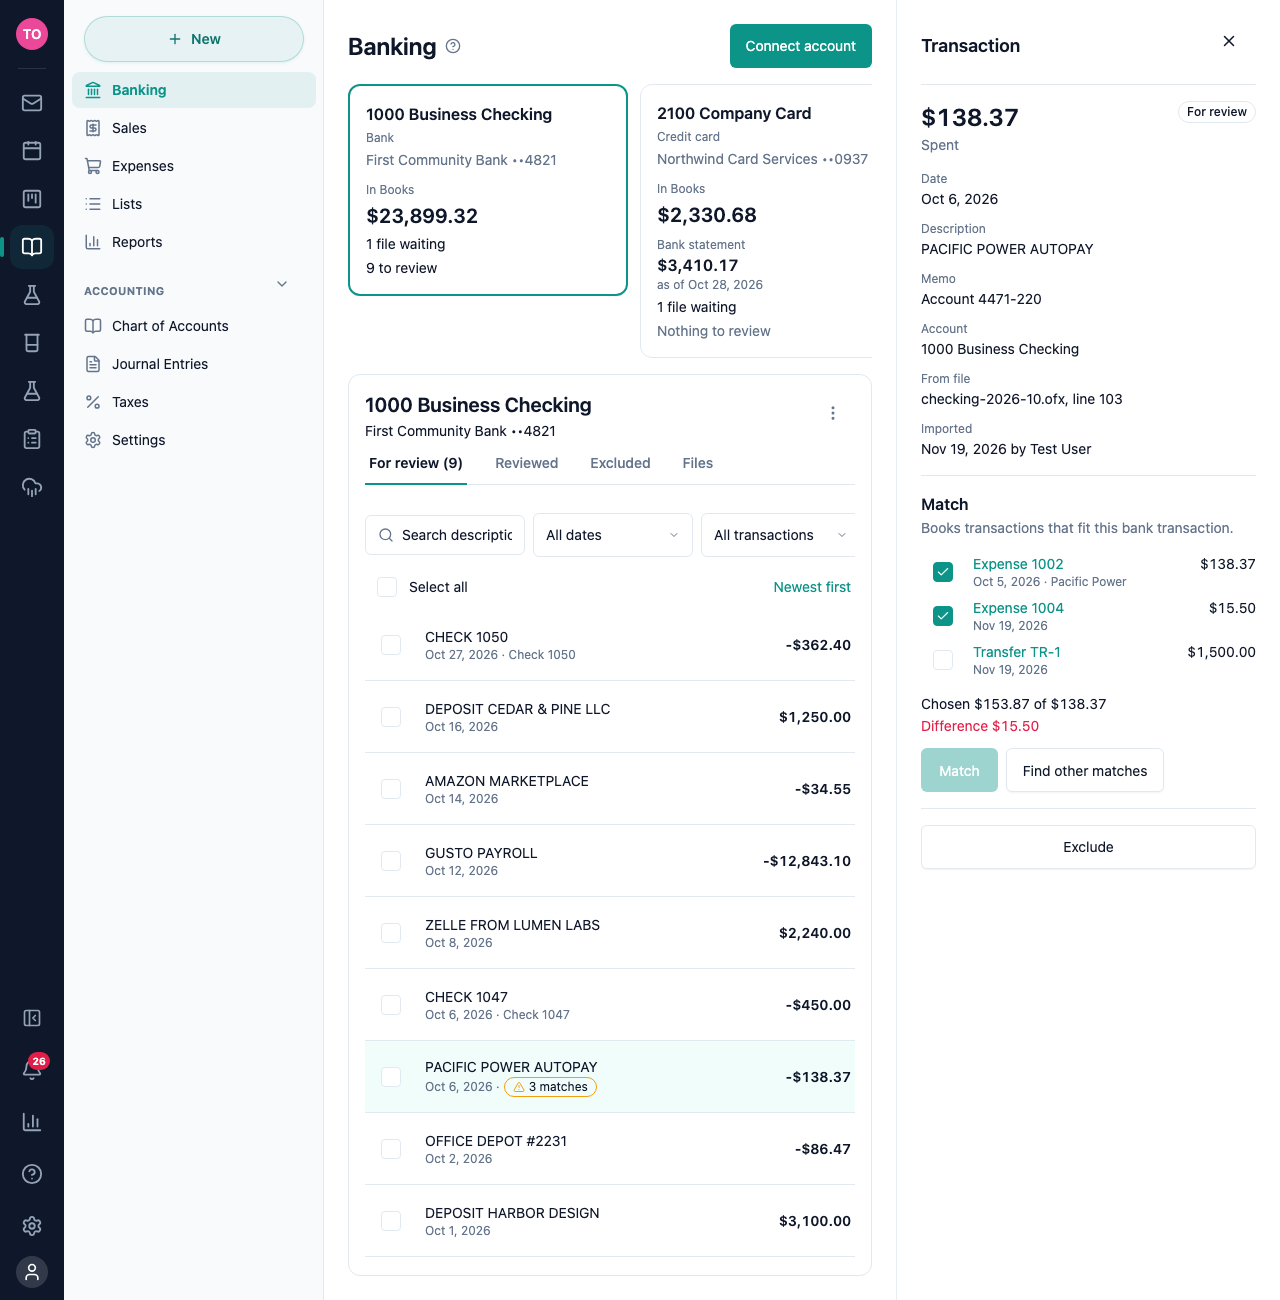 TO
New
Banking
Sales
Expenses
Lists
Reports
ACCOUNTING
Chart of Accounts
Journal Entries
Taxes
Settings
26
Banking
Connect account
1000 Business Checking
Bank
First Community Bank ••4821
In Books
$23,899.32
1 file waiting
9 to review
2100 Company Card
Credit card
Northwind Card Services ••0937
In Books
$2,330.68
Bank statement
$3,410.17
as of Oct 28, 2026
1 file waiting
Nothing to review
1000 Business Checking
First Community Bank ••4821
For review (9)
Reviewed
Excluded
Files
Search descriptic
All dates
All transactions
Select all
Newest first
CHECK 1050
Oct 27, 2026 · Check 1050
-$362.40
DEPOSIT CEDAR & PINE LLC
Oct 16, 2026
$1,250.00
AMAZON MARKETPLACE
Oct 14, 2026
-$34.55
GUSTO PAYROLL
Oct 12, 2026
-$12,843.10
ZELLE FROM LUMEN LABS
Oct 8, 2026
$2,240.00
CHECK 1047
Oct 6, 2026 · Check 1047
-$450.00
PACIFIC POWER AUTOPAY
Oct 6, 2026 · 3 matches
-$138.37
OFFICE DEPOT #2231
Oct 2, 2026
-$86.47
DEPOSIT HARBOR DESIGN
Oct 1, 2026
$3,100.00
Transaction
$138.37
For review
Spent
Date
Oct 6, 2026
Description
PACIFIC POWER AUTOPAY
Memo
Account 4471-220
Account
1000 Business Checking
From file
checking-2026-10.ofx, line 103
Imported
Nov 19, 2026 by Test User
Match
Books transactions that fit this bank transaction.
Expense 1002
$138.37
Oct 5, 2026 · Pacific Power
Expense 1004
$15.50
Nov 19, 2026
Transfer TR-1
$1,500.00
Nov 19, 2026
Chosen $153.87 of $138.37
Difference $15.50
Match
Find other matches
Exclude